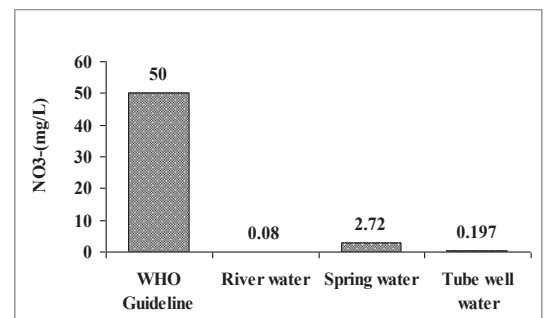 NO3-(mg/L)
60
50
40
30
20
10
0
50
0.08
2.72
0.197
WHO
Guideline
River water
Spring water
Tube well
water